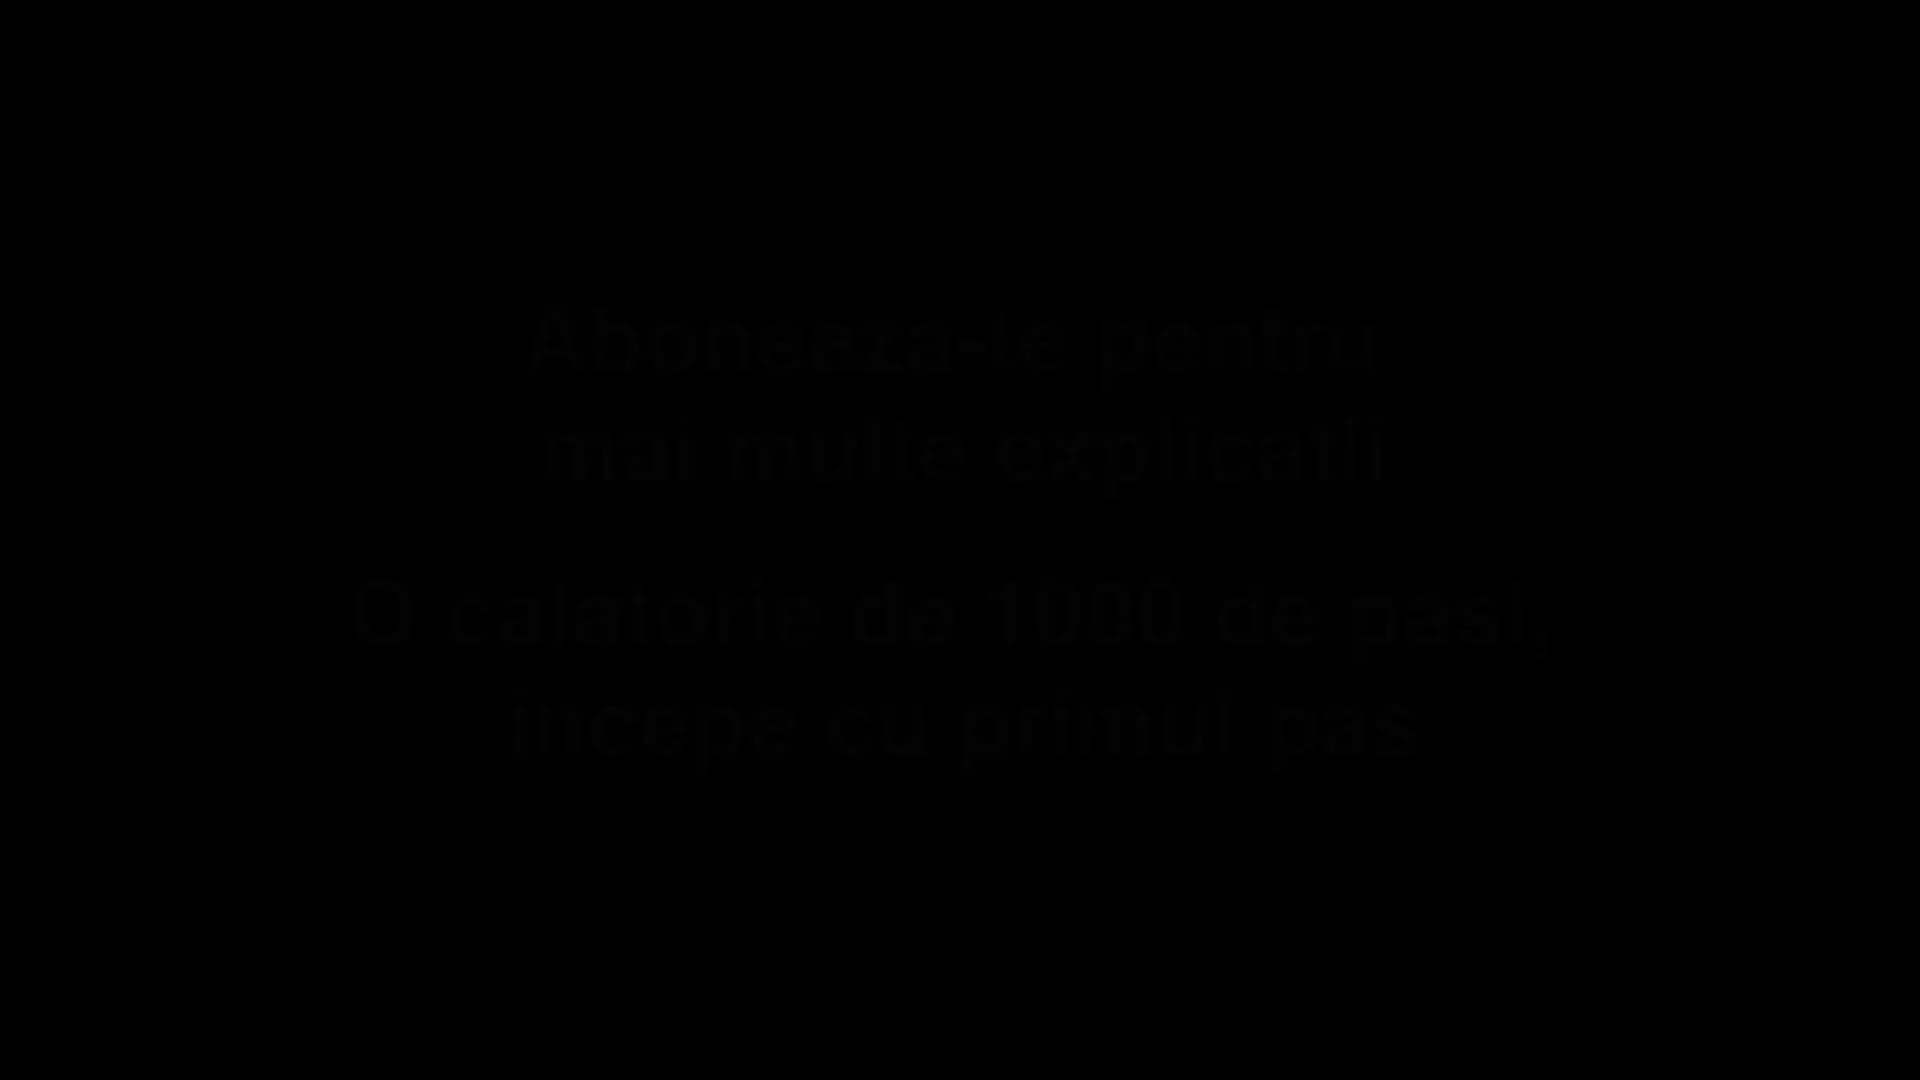 Aboneaza-te pentru
mai multe explicatii
O calatorie de 1000 de pasi,
incepe cu primul pas